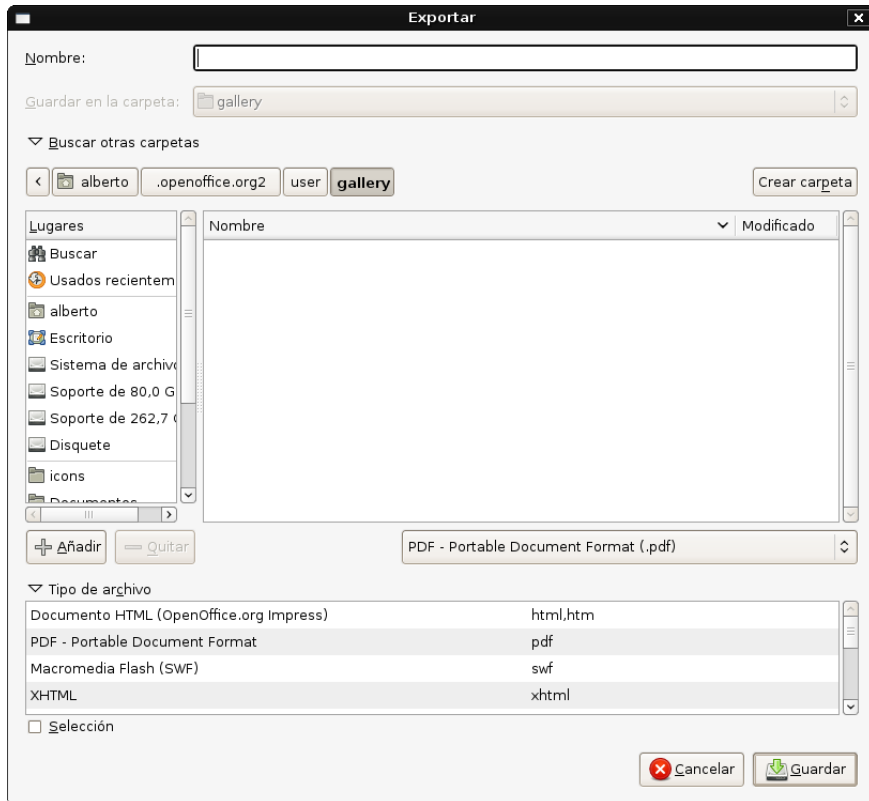 Exportar
Nombre:
Guardar en la carpeta: gallery
Buscar otras carpetas
alberto .openoffice.org2 user gallery Crear carpeta
Lugares Nombre Modificado
Buscar
Usados recientem
alberto
Escritorio
Sistema de archivo
Soporte de 80,0 G
Soporte de 262,7 G
Disquete
icons
Documentos
Añadir Quitar PDF - Portable Document Format (.pdf)
Tipo de archivo
Documento HTML (OpenOffice.org Impress) html,htm
PDF - Portable Document Format pdf
Macromedia Flash (SWF) swf
XHTML xhtml
Selección
Cancelar Guardar